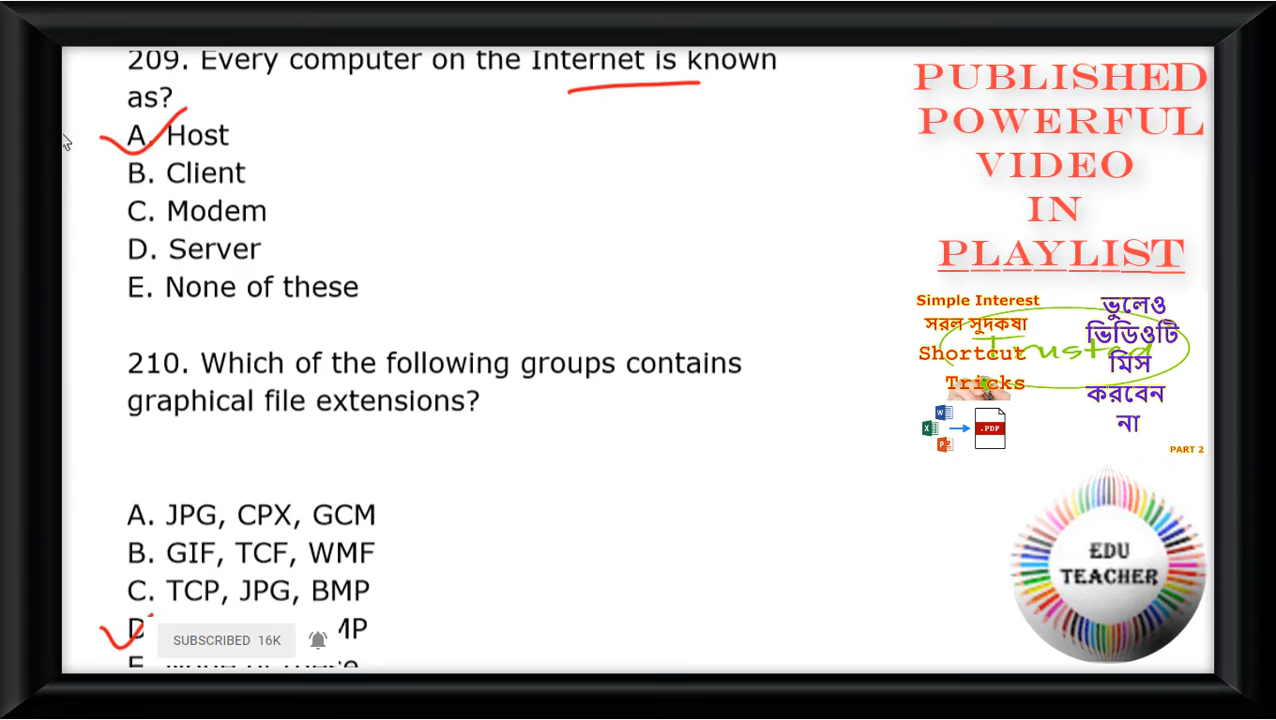 209. Every computer on the Internet is known
as?
A. Host
B. Client
C. Modem
D. Server
E. None of these
210. Which of the following groups contains
graphical file extensions?
A. JPG, CPX, GCM
B. GIF, TCF, WMF
C. TCP, JPG, BMP
D
SUBSCRIBED 16K
PUBLISHED
POWERFUL
VIDEO
IN
PLAYLIST
Simple Interest
সরল সুদকষা
Shortcut
Tricks
Trusted
ভুলেও
ভিডিওটি
মিস
করবেন
না
W
X
P
.PDF
PART 2
EDU
TEACHER